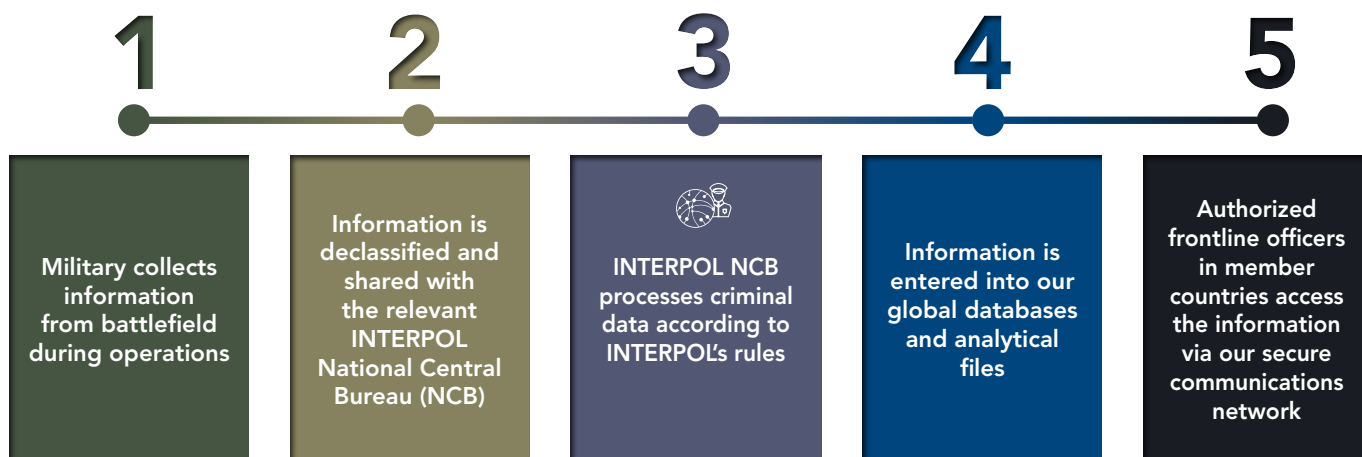 1
2
3
4
5
Military collects
information
from battlefield
during operations
Information is
declassified and
shared with
the relevant
INTERPOL
National Central
Bureau (NCB)
INTERPOL NCB
processes criminal
data according to
INTERPOL's rules
Information is
entered into our
global databases
and analytical
files
Authorized
frontline officers
in member
countries access
the information
via our secure
communications
network